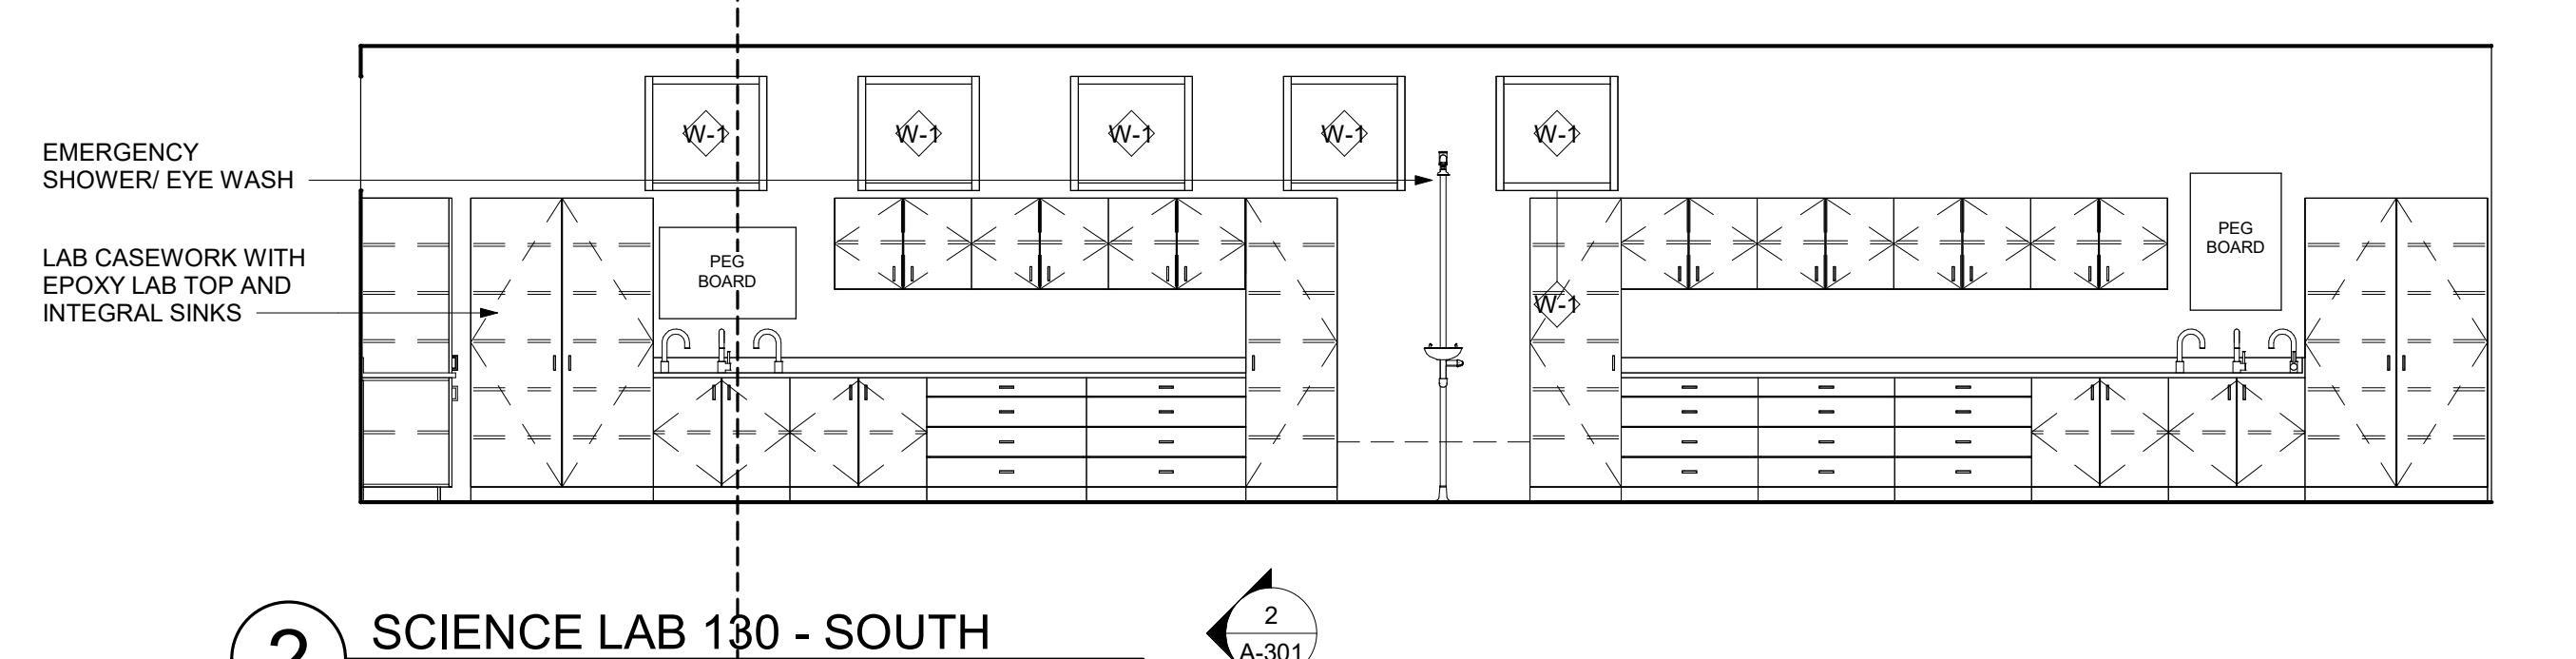 W-1 W-1 W-1 W-1 W-1
EMERGENCY
SHOWER/ EYE WASH
LAB CASEWORK WITH
EPOXY LAB TOP AND
INTEGRAL SINKS
PEG
BOARD
PEG
BOARD
W-1
2
SCIENCE LAB 130 - SOUTH
2
A-301